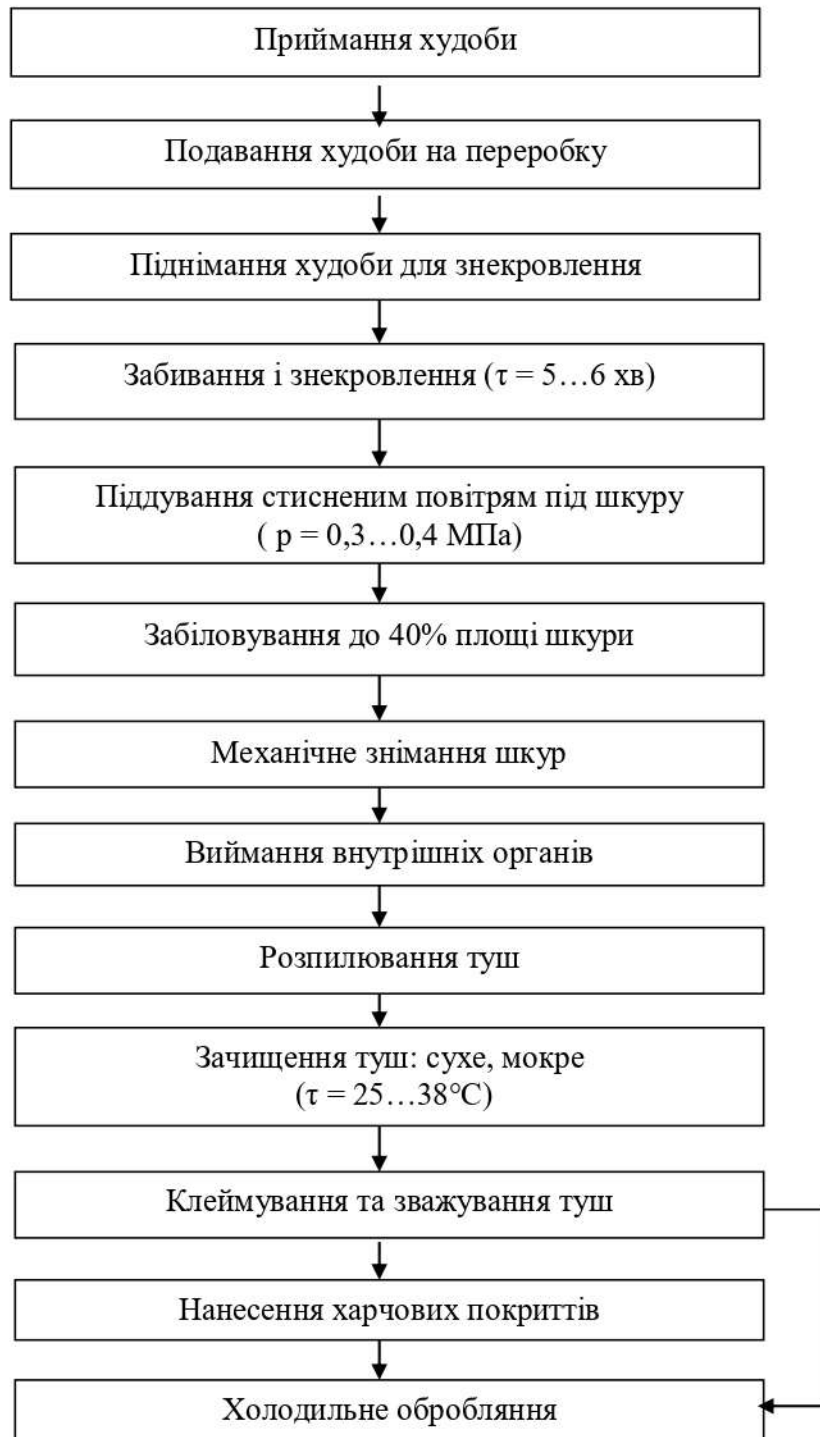 Приймання худоби
Подавання худоби на переробку
Піднімання худоби для знекровлення
Забивання і знекровлення (τ = 5…6 хв)
Піддування стисненим повітрям під шкуру
( р = 0,3…0,4 МПа)
Забіловування до 40% площі шкури
Механічне знімання шкур
Виймання внутрішніх органів
Розпилювання туш
Зачищення туш: сухе, мокре
(τ = 25…38°С)
Клеймування та зважування туш
Нанесення харчових покриттів
Холодильне обробляння